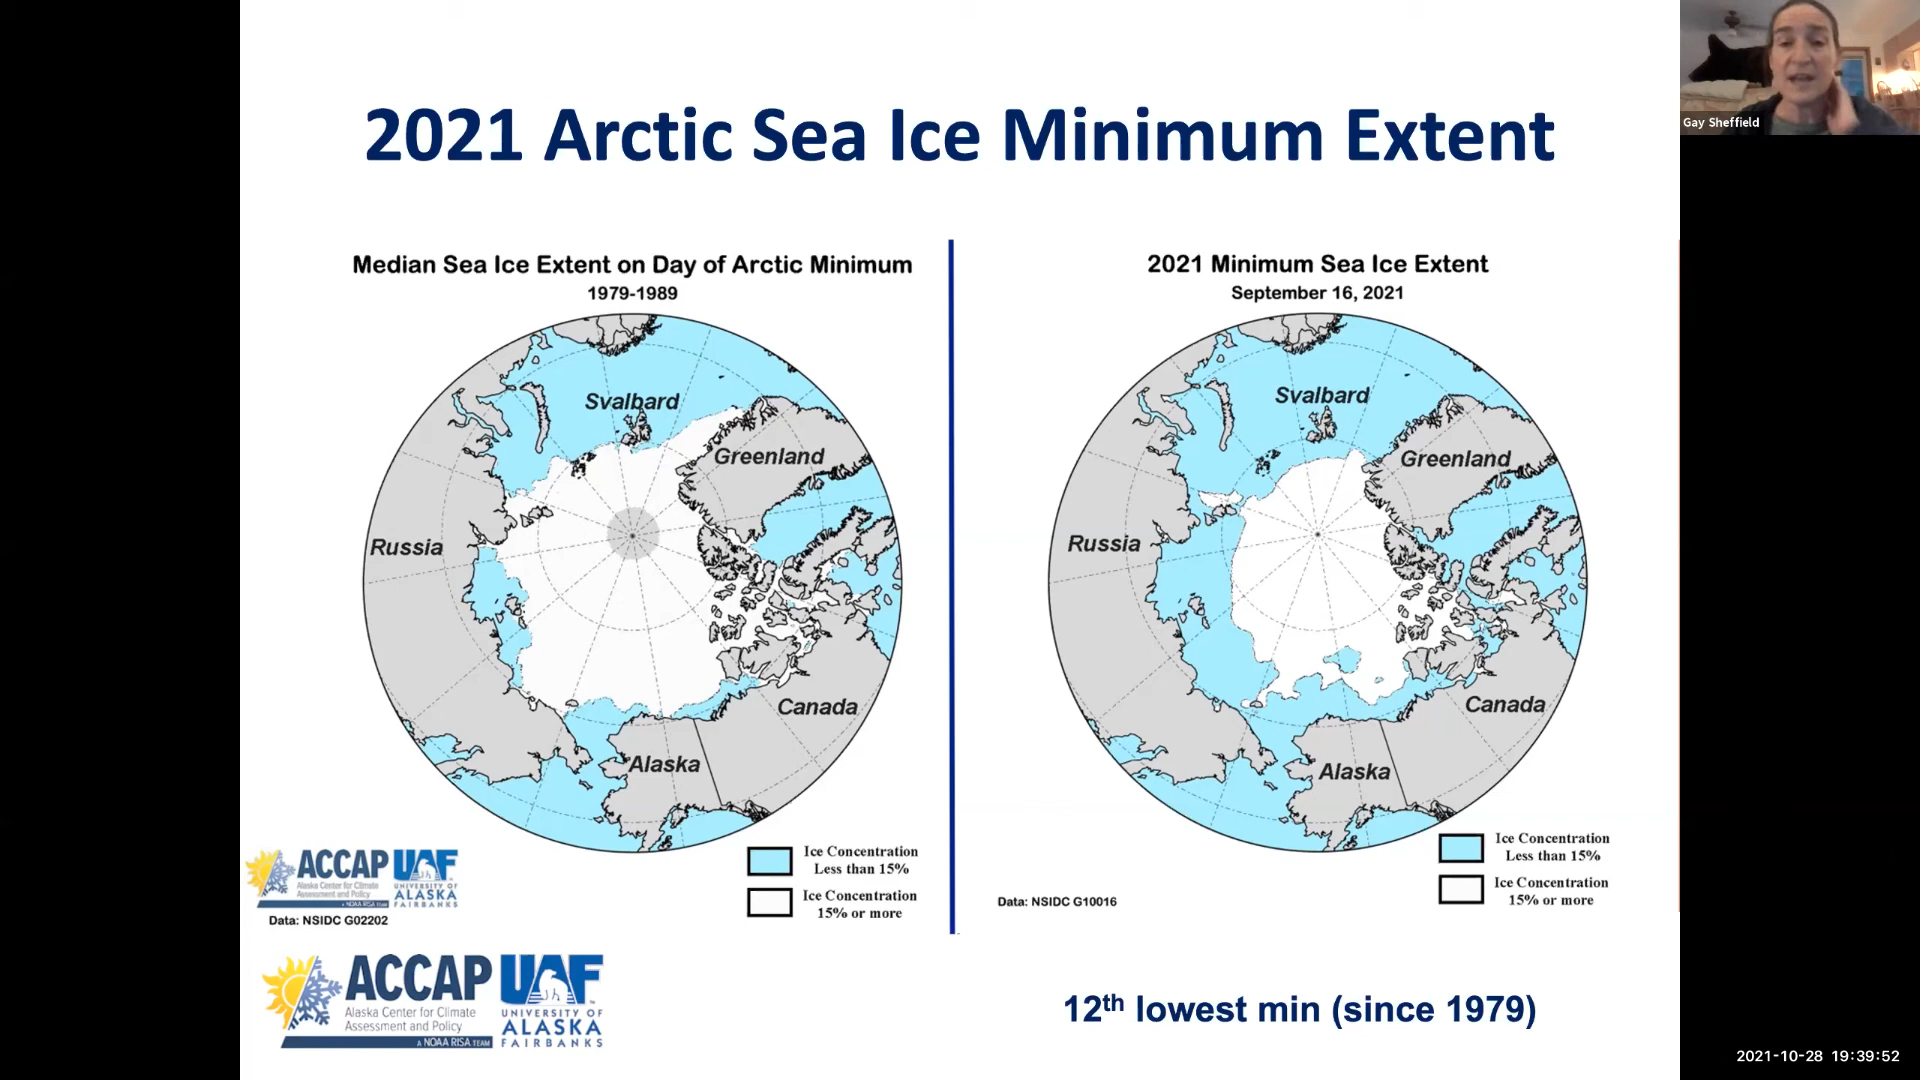 2021 Arctic Sea Ice Minimum Extent
Gay Sheffield
Median Sea Ice Extent on Day of Arctic Minimum
1979-1989
Svalbard
Greenland
Russia
Canada
Alaska
Ice Concentration
Less than 15%
Ice Concentration
15% or more
ACCAP
Alaska Center for Climate
Assessment and Policy
A NOAA RISA TEAM
UAF
UNIVERSITY OF
ALASKA
FAIRBANKS
Data: NSIDC G02202
2021 Minimum Sea Ice Extent
September 16, 2021
Svalbard
Greenland
Russia
Canada
Alaska
Ice Concentration
Less than 15%
Ice Concentration
15% or more
Data: NSIDC G10016
ACCAP
Alaska Center for Climate
Assessment and Policy
A NOAA RISA TEAM
UAF
UNIVERSITY OF
ALASKA
FAIRBANKS
12th lowest min (since 1979)
2021-10-28 19:39:52